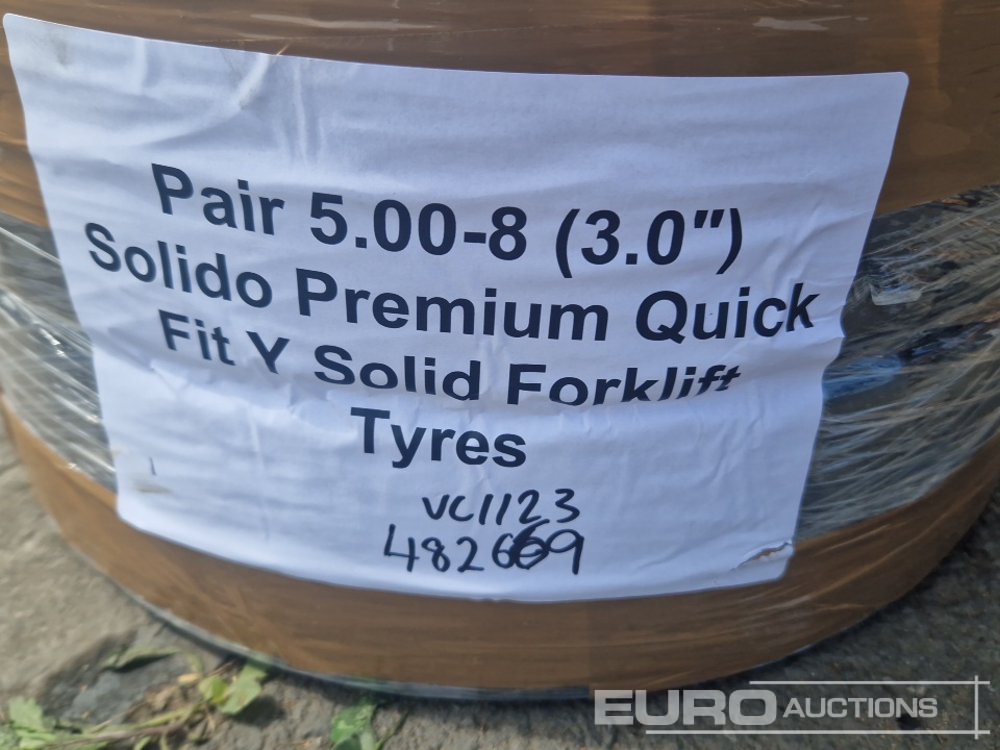 Pair 5.00-8 (3.0")
Solido Premium Quick
Fit Y Solid Forklift
Tyres
VC1123
482669
EURO AUCTIONS